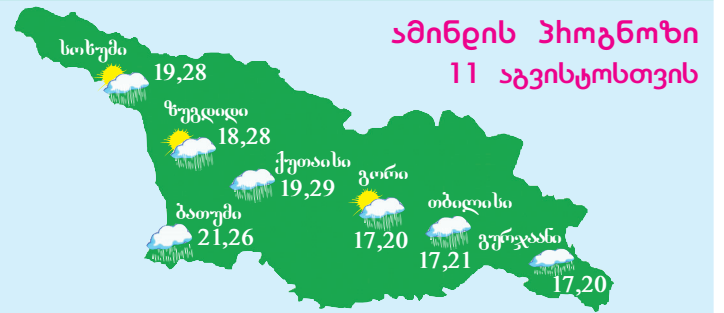 ამინდის პროგნოზი
11 აგვისტოსთვის
სოხუმი
19,28
ზუგდიდი
18,28
ქუთაისი
19,29
გორი
17,20
ბათუმი
21,26
თბილისი
17,21
გურჯაანი
17,20